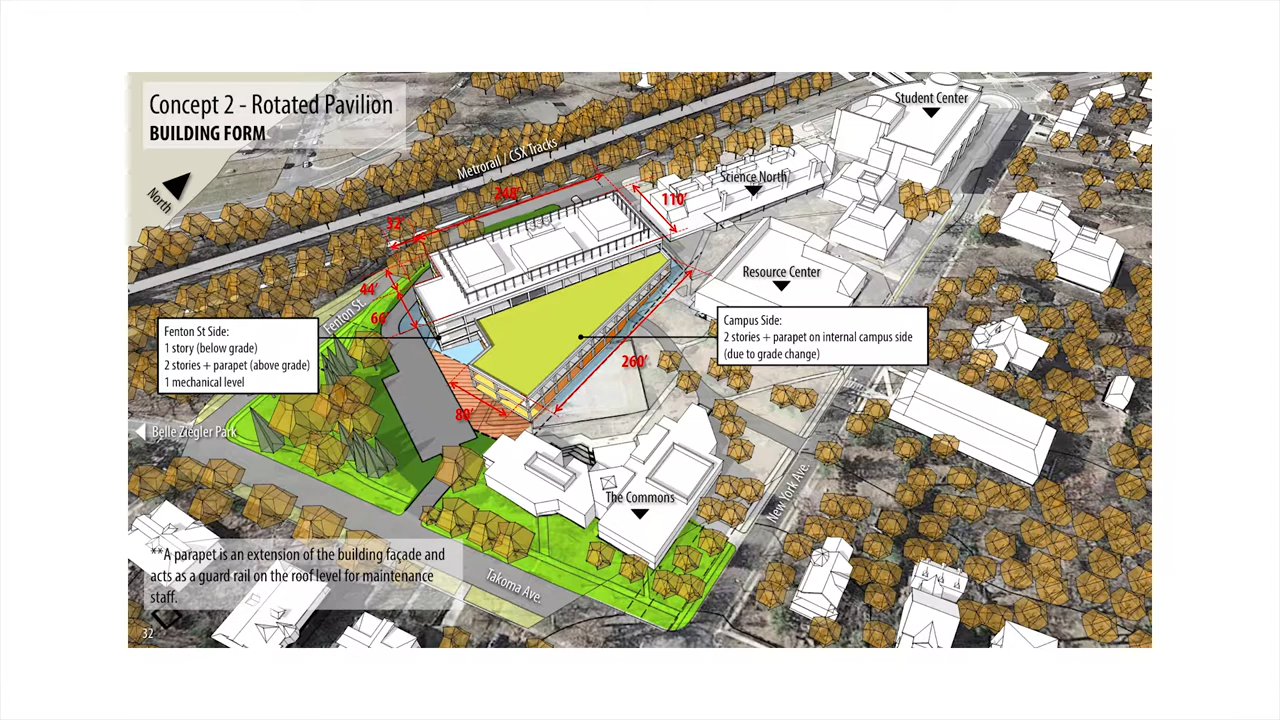 Concept 2 - Rotated Pavilion
BUILDING FORM
North
Metrorail / CSX Tracks
Student Center
Science North
248'
110'
32'
Resource Center
44'
66'
Fenton St.
Fenton St Side:
1 story (below grade)
2 stories + parapet (above grade)
1 mechanical level
Campus Side:
2 stories + parapet on internal campus side
(due to grade change)
260'
80'
Belle Ziegler Park
The Commons
New York Ave.
Takoma Ave.
**A parapet is an extension of the building façade and
acts as a guard rail on the roof level for maintenance
staff.
32